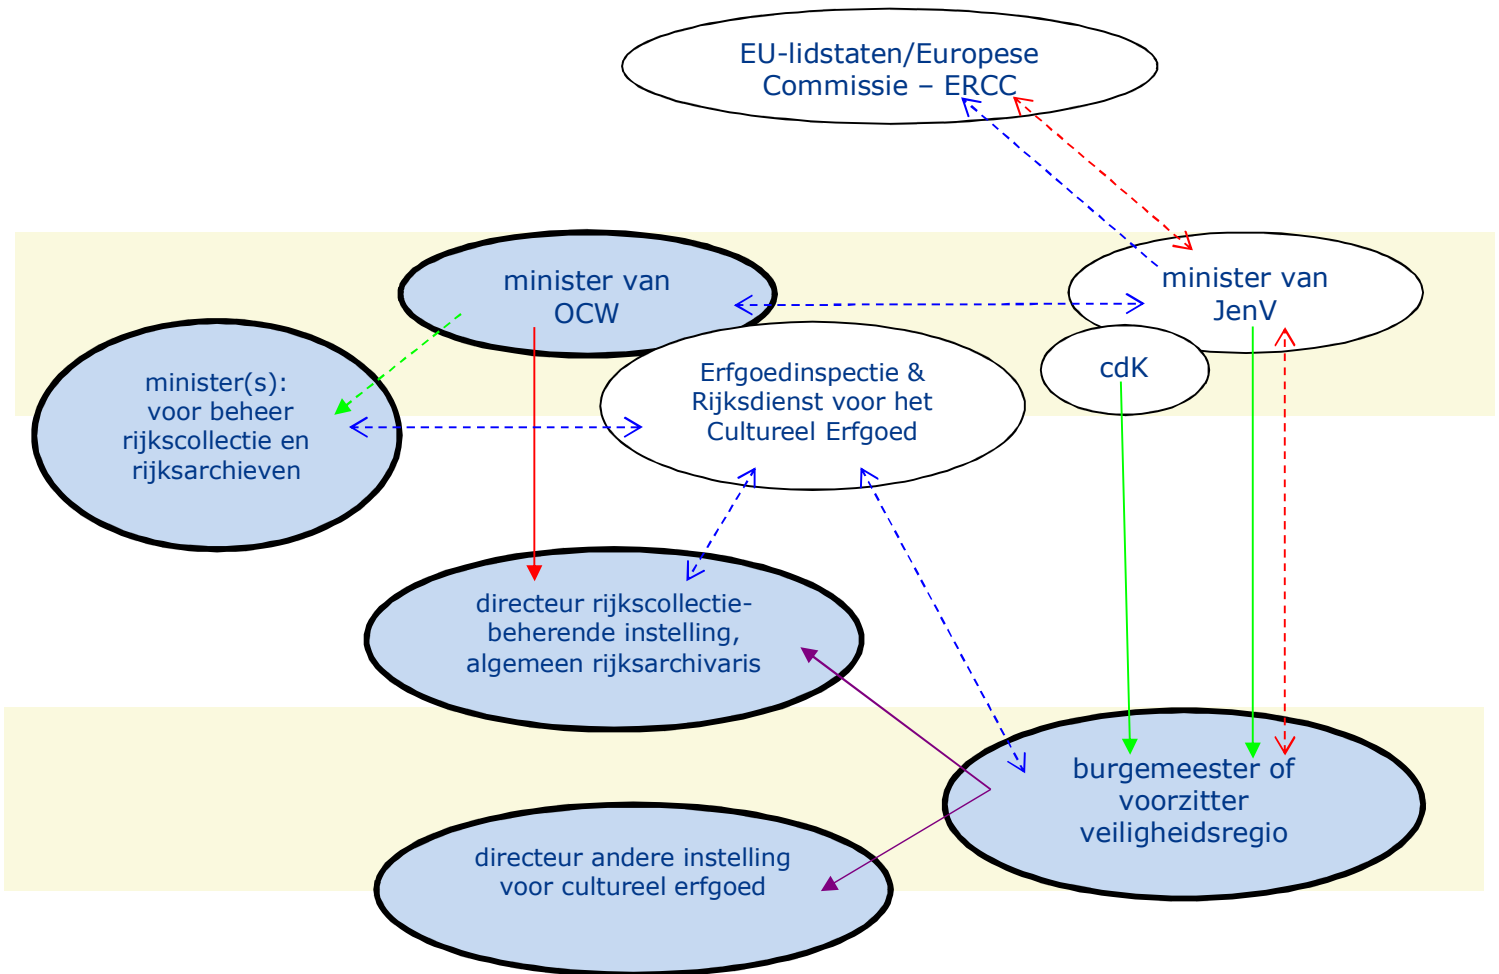 EU-lidstaten/Europese
Commissie – ERCC
minister van
OCW
minister van
JenV
cdK
Erfgoedinspectie &
Rijksdienst voor het
Cultureel Erfgoed
minister(s):
voor beheer
rijkscollectie en
rijksarchieven
directeur rijkscollectie-
beherende instelling,
algemeen rijksarchivaris
burgemeester of
voorzitter
veiligheidsregio
directeur andere instelling
voor cultureel erfgoed